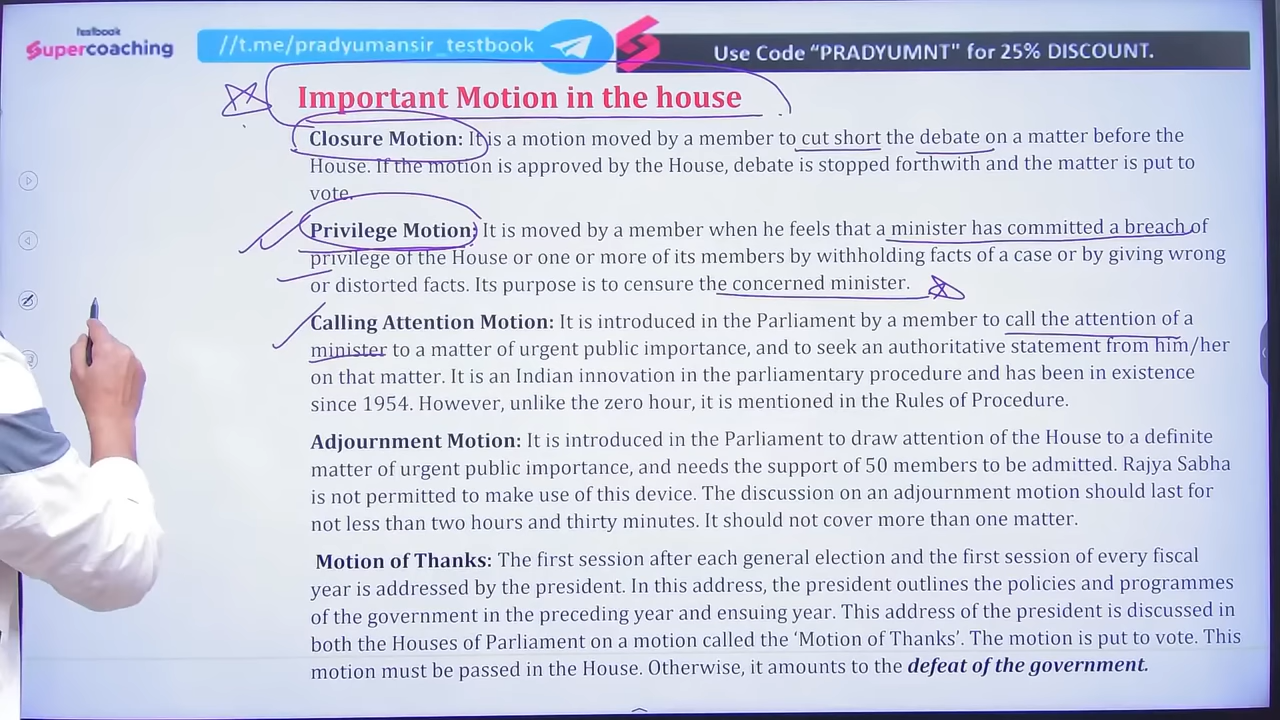 testbook
Supercoaching
//t.me/pradyumansir_testbook
Use Code "PRADYUMNT" for 25% DISCOUNT.
Important Motion in the house
Closure Motion: It is a motion moved by a member to cut short the debate on a matter before the
House. If the motion is approved by the House, debate is stopped forthwith and the matter is put to
vote.
Privilege Motion: It is moved by a member when he feels that a minister has committed a breach of
privilege of the House or one or more of its members by withholding facts of a case or by giving wrong
or distorted facts. Its purpose is to censure the concerned minister.
Calling Attention Motion: It is introduced in the Parliament by a member to call the attention of a
minister to a matter of urgent public importance, and to seek an authoritative statement from him/her
on that matter. It is an Indian innovation in the parliamentary procedure and has been in existence
since 1954. However, unlike the zero hour, it is mentioned in the Rules of Procedure.
Adjournment Motion: It is introduced in the Parliament to draw attention of the House to a definite
matter of urgent public importance, and needs the support of 50 members to be admitted. Rajya Sabha
is not permitted to make use of this device. The discussion on an adjournment motion should last for
not less than two hours and thirty minutes. It should not cover more than one matter.
Motion of Thanks: The first session after each general election and the first session of every fiscal
year is addressed by the president. In this address, the president outlines the policies and programmes
of the government in the preceding year and ensuing year. This address of the president is discussed in
both the Houses of Parliament on a motion called the 'Motion of Thanks'. The motion is put to vote. This
motion must be passed in the House. Otherwise, it amounts to the defeat of the government.